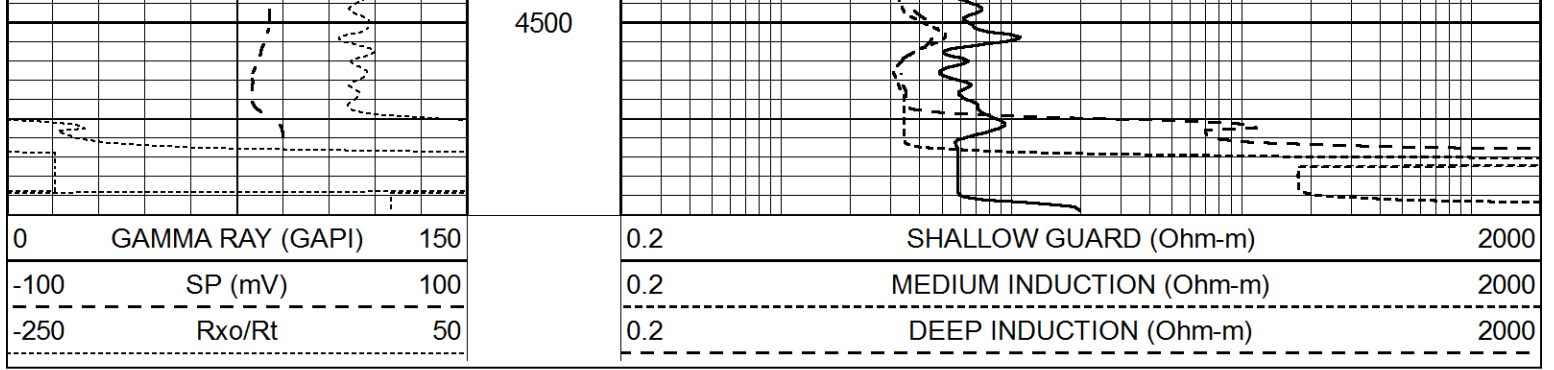 4500
0 GAMMA RAY (GAPI) 150 0.2 SHALLOW GUARD (Ohm-m) 2000
-100 SP (mV) 100 0.2 MEDIUM INDUCTION (Ohm-m) 2000
-250 Rxo/Rt 50 0.2 DEEP INDUCTION (Ohm-m) 2000